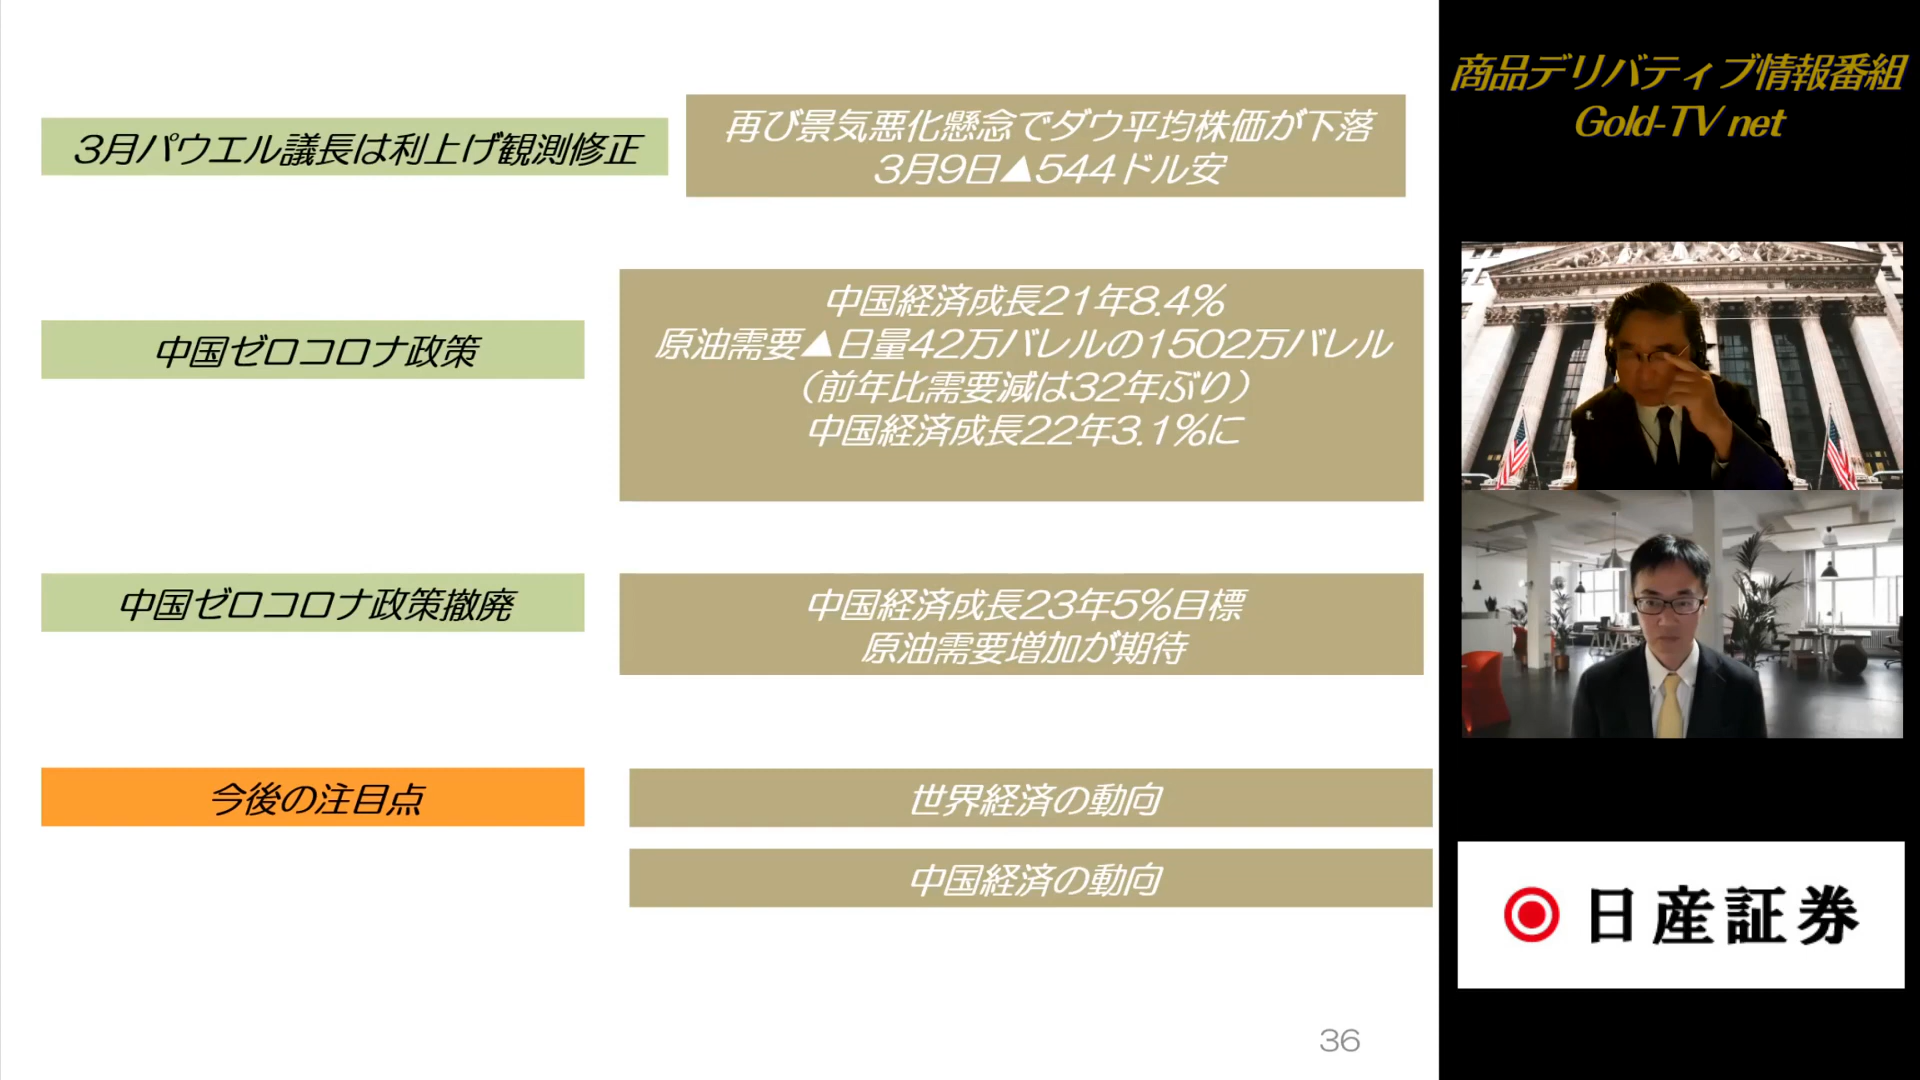 3月パウエル議長は利上げ観測修正
再び景気悪化懸念でダウ平均株価が下落
3月9日▲544ドル安
中国ゼロコロナ政策
中国経済成長21年8.4%
原油需要▲日量42万バレルの1502万バレル
（前年比需要減は32年ぶり）
中国経済成長22年3.1%に
中国ゼロコロナ政策撤廃
中国経済成長23年5%目標
原油需要増加が期待
今後の注目点
世界経済の動向
中国経済の動向
36
商品デリバティブ情報番組
Gold-TV net
日産証券